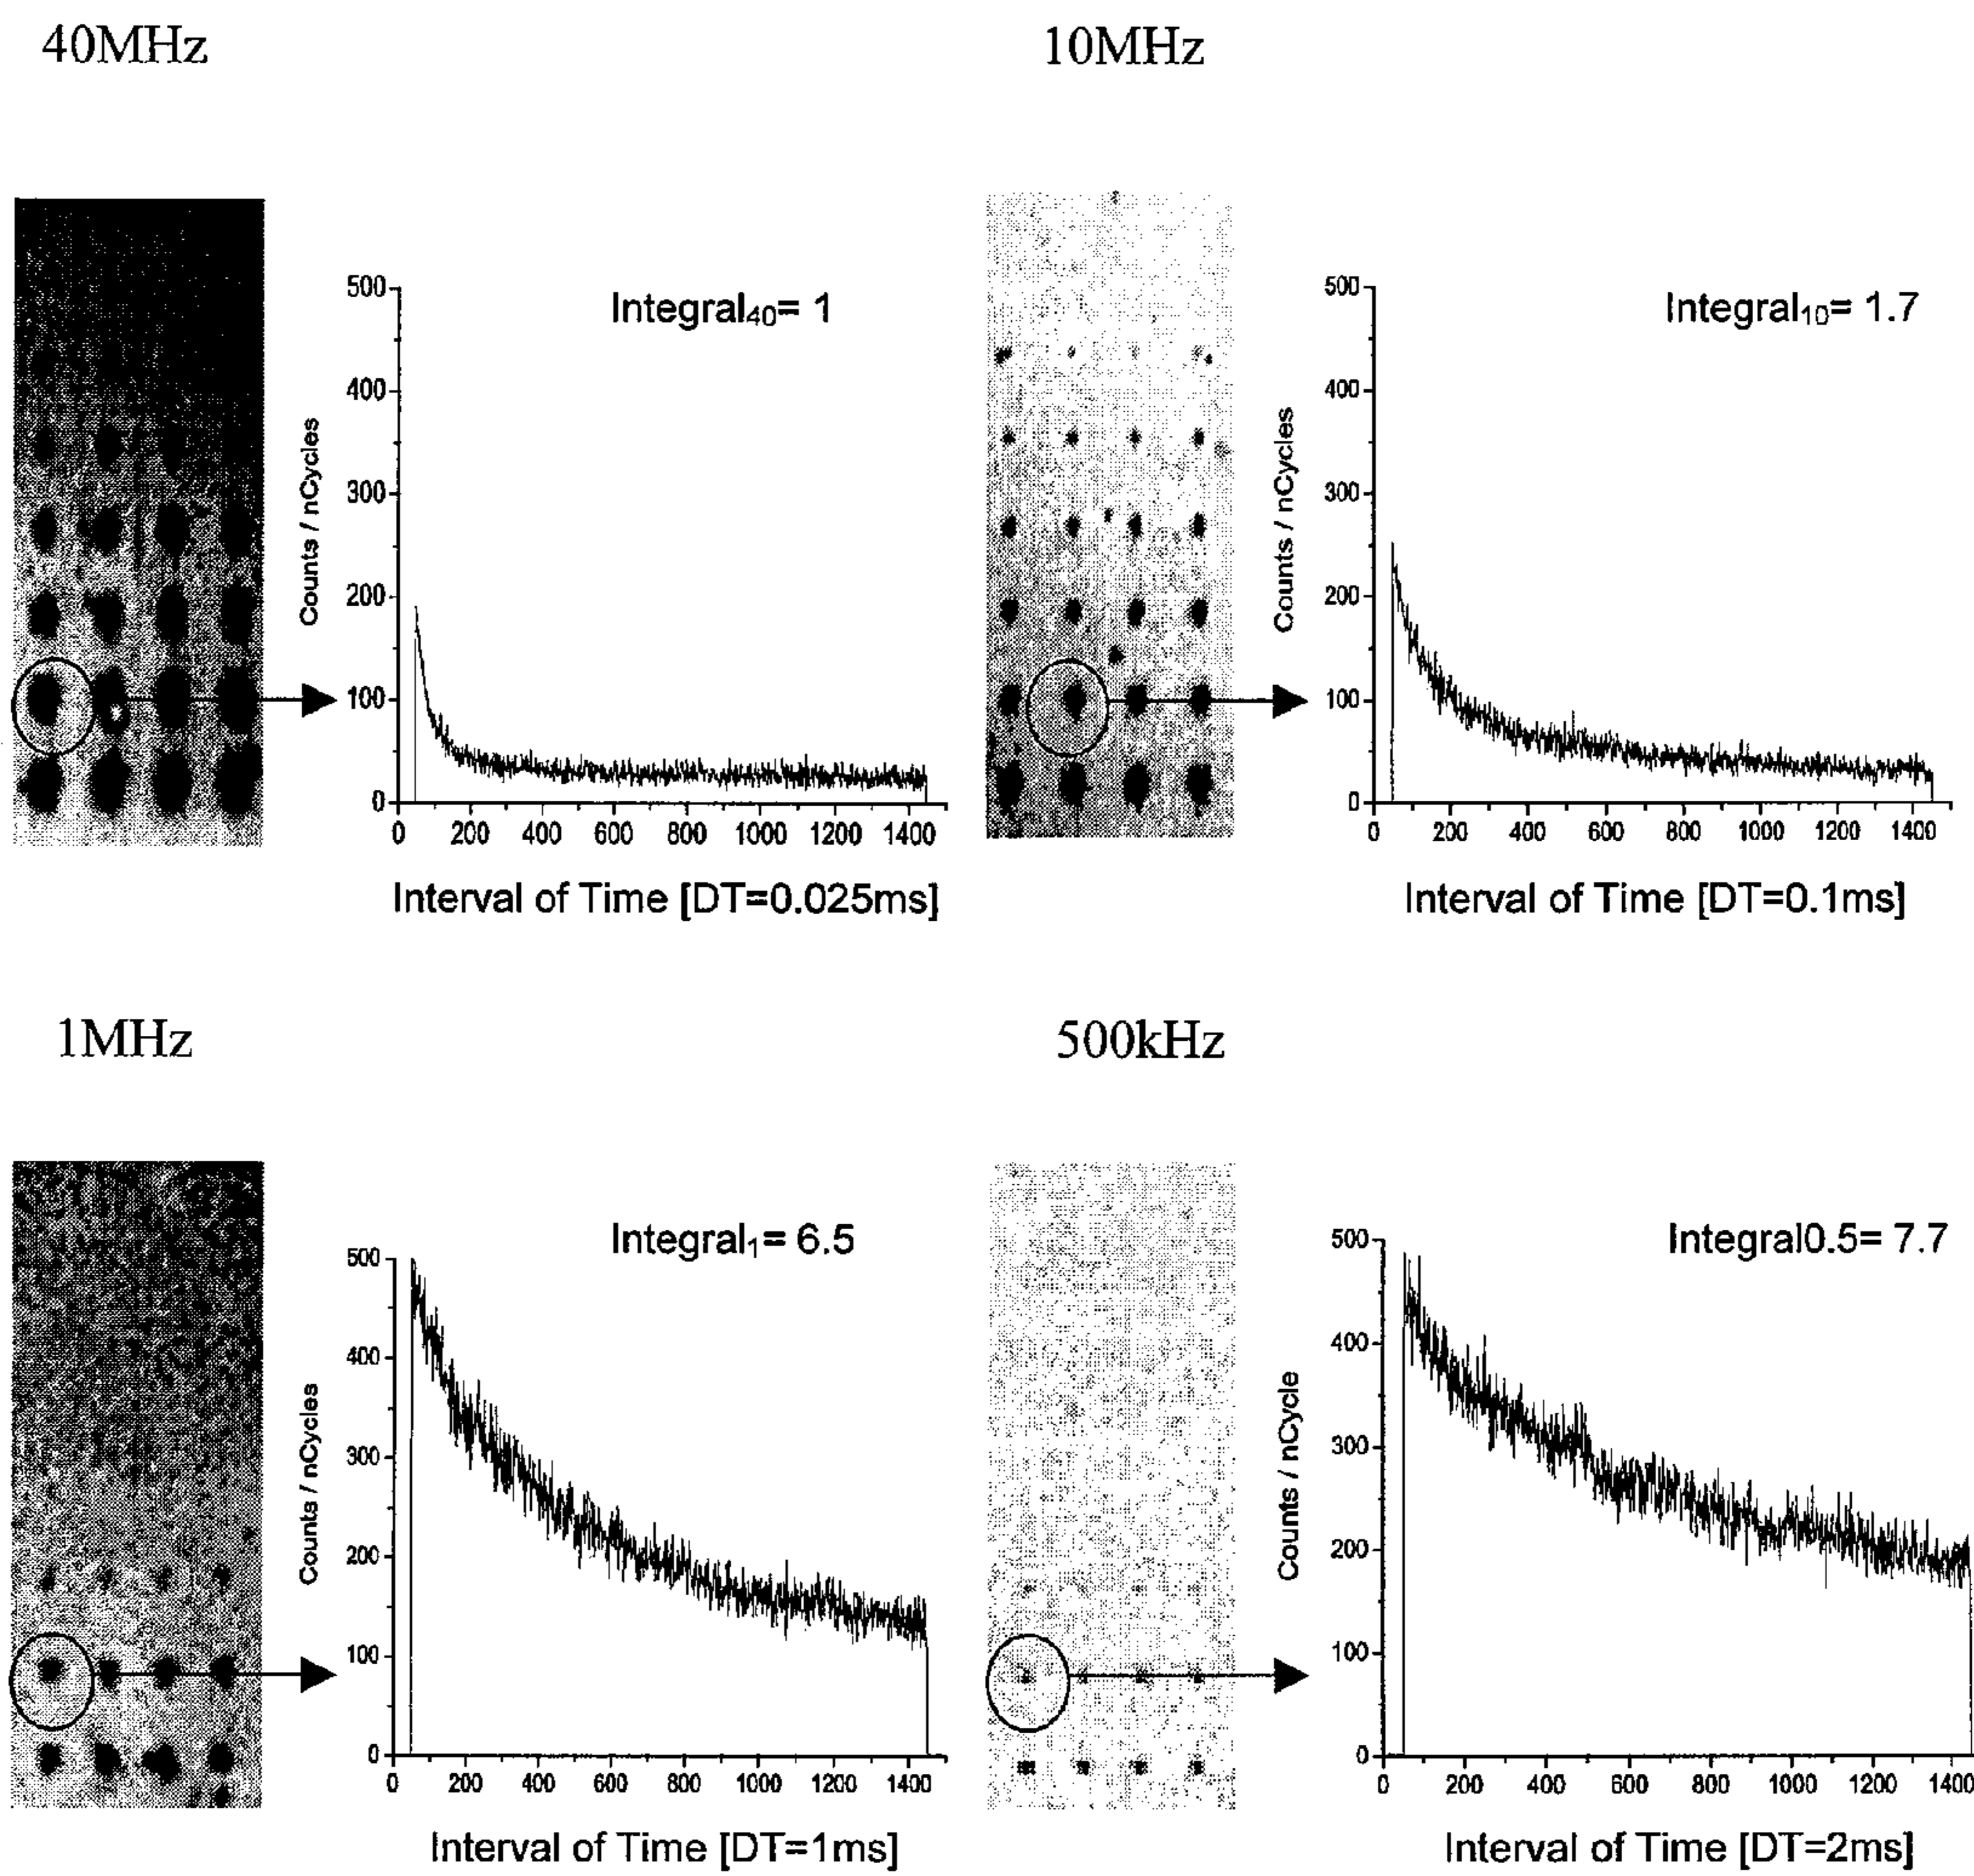 40MHz
10MHz
Integral40= 1
500
400
300
200
100
0
Counts / nCycles
0 200 400 600 800 1000 1200 1400
Interval of Time [DT=0.025ms]
Integral10= 1.7
500
400
300
200
100
0
Counts / nCycles
0 200 400 600 800 1000 1200 1400
Interval of Time [DT=0.1ms]
1MHz
500kHz
Integral1= 6.5
500
400
300
200
100
0
Counts / nCycles
0 200 400 600 800 1000 1200 1400
Interval of Time [DT=1ms]
Integral0.5= 7.7
500
400
300
200
100
0
Counts / nCycle
0 200 400 600 800 1000 1200 1400
Interval of Time [DT=2ms]